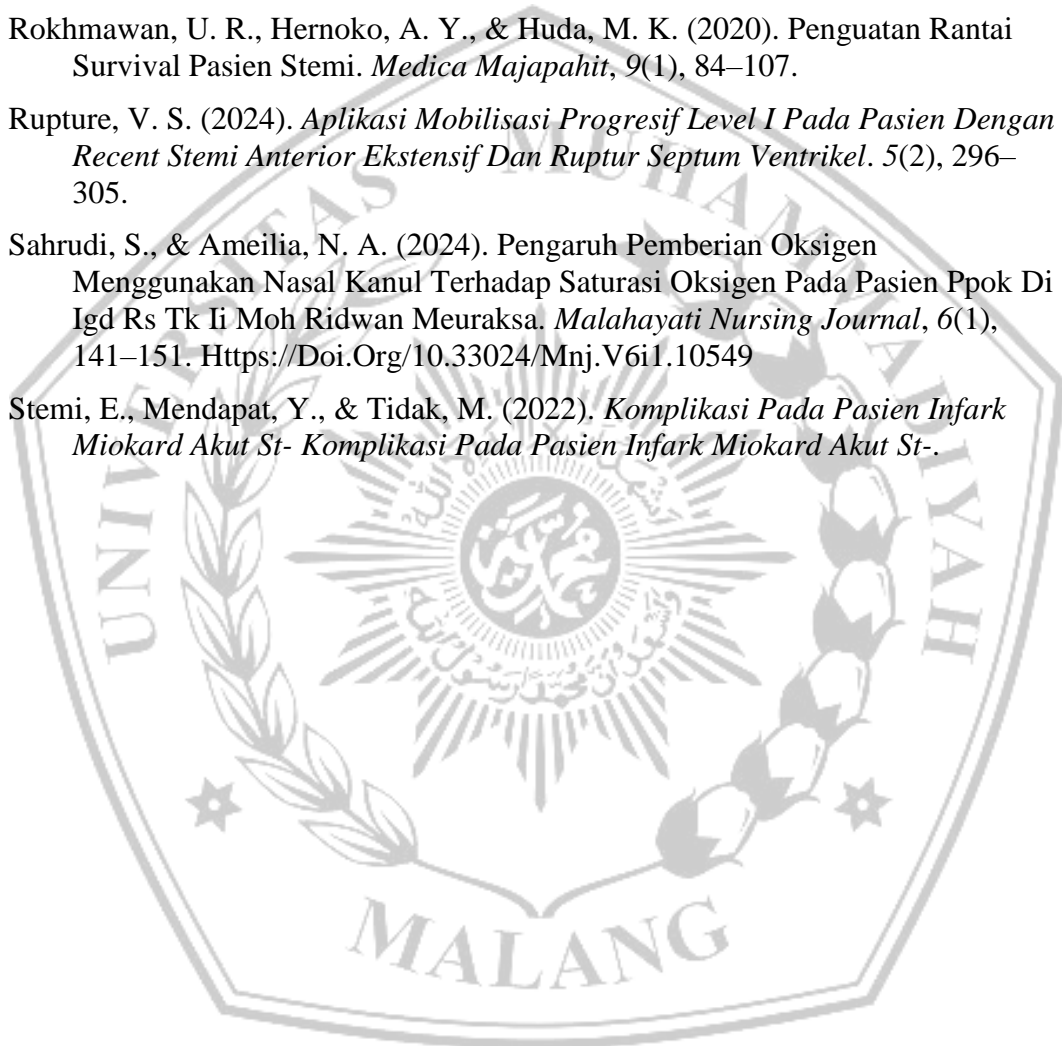 Rokhmawan, U. R., Hernoko, A. Y., & Huda, M. K. (2020). Penguatan Rantai
Survival Pasien Stemi. Medica Majapahit, 9(1), 84–107.
Rupture, V. S. (2024). Aplikasi Mobilisasi Progresif Level I Pada Pasien Dengan
Recent Stemi Anterior Ekstensif Dan Ruptur Septum Ventrikel. 5(2), 296–
305.
Sahrudi, S., & Ameilia, N. A. (2024). Pengaruh Pemberian Oksigen
Menggunakan Nasal Kanul Terhadap Saturasi Oksigen Pada Pasien Ppok Di
Igd Rs Tk Ii Moh Ridwan Meuraksa. Malahayati Nursing Journal, 6(1),
141–151. Https://Doi.Org/10.33024/Mnj.V6i1.10549
Stemi, E., Mendapat, Y., & Tidak, M. (2022). Komplikasi Pada Pasien Infark
Miokard Akut St- Komplikasi Pada Pasien Infark Miokard Akut St-.
UNIVERSITAS MUHAMMADIYAH
MALANG